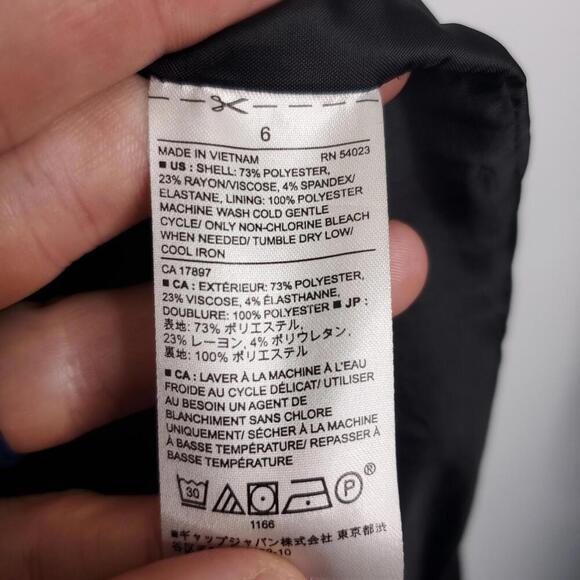 6
MADE IN VIETNAM RN 54023
■ US : SHELL: 73% POLYESTER,
23% RAYON/VISCOSE, 4% SPANDEX/
ELASTANE, LINING: 100% POLYESTER
MACHINE WASH COLD GENTLE
CYCLE/ ONLY NON-CHLORINE BLEACH
WHEN NEEDED/ TUMBLE DRY LOW/
COOL IRON
CA 17897
■ CA : EXTÉRIEUR: 73% POLYESTER,
23% VISCOSE, 4% ÉLASTHANNE,
DOUBLURE: 100% POLYESTER ■ JP :
表地: 73% ポリエステル,
23% レーヨン, 4% ポリウレタン,
裏地: 100% ポリエステル
■ CA : LAVER À LA MACHINE À L'EAU
FROIDE AU CYCLE DÉLICAT/ UTILISER
AU BESOIN UN AGENT DE
BLANCHIMENT SANS CHLORE
UNIQUEMENT/ SÉCHER À LA MACHINE
À BASSE TEMPÉRATURE/ REPASSER À
BASSE TEMPÉRATURE
30 P ®
1166
■ギャップジャパン株式会社 東京都渋
谷区